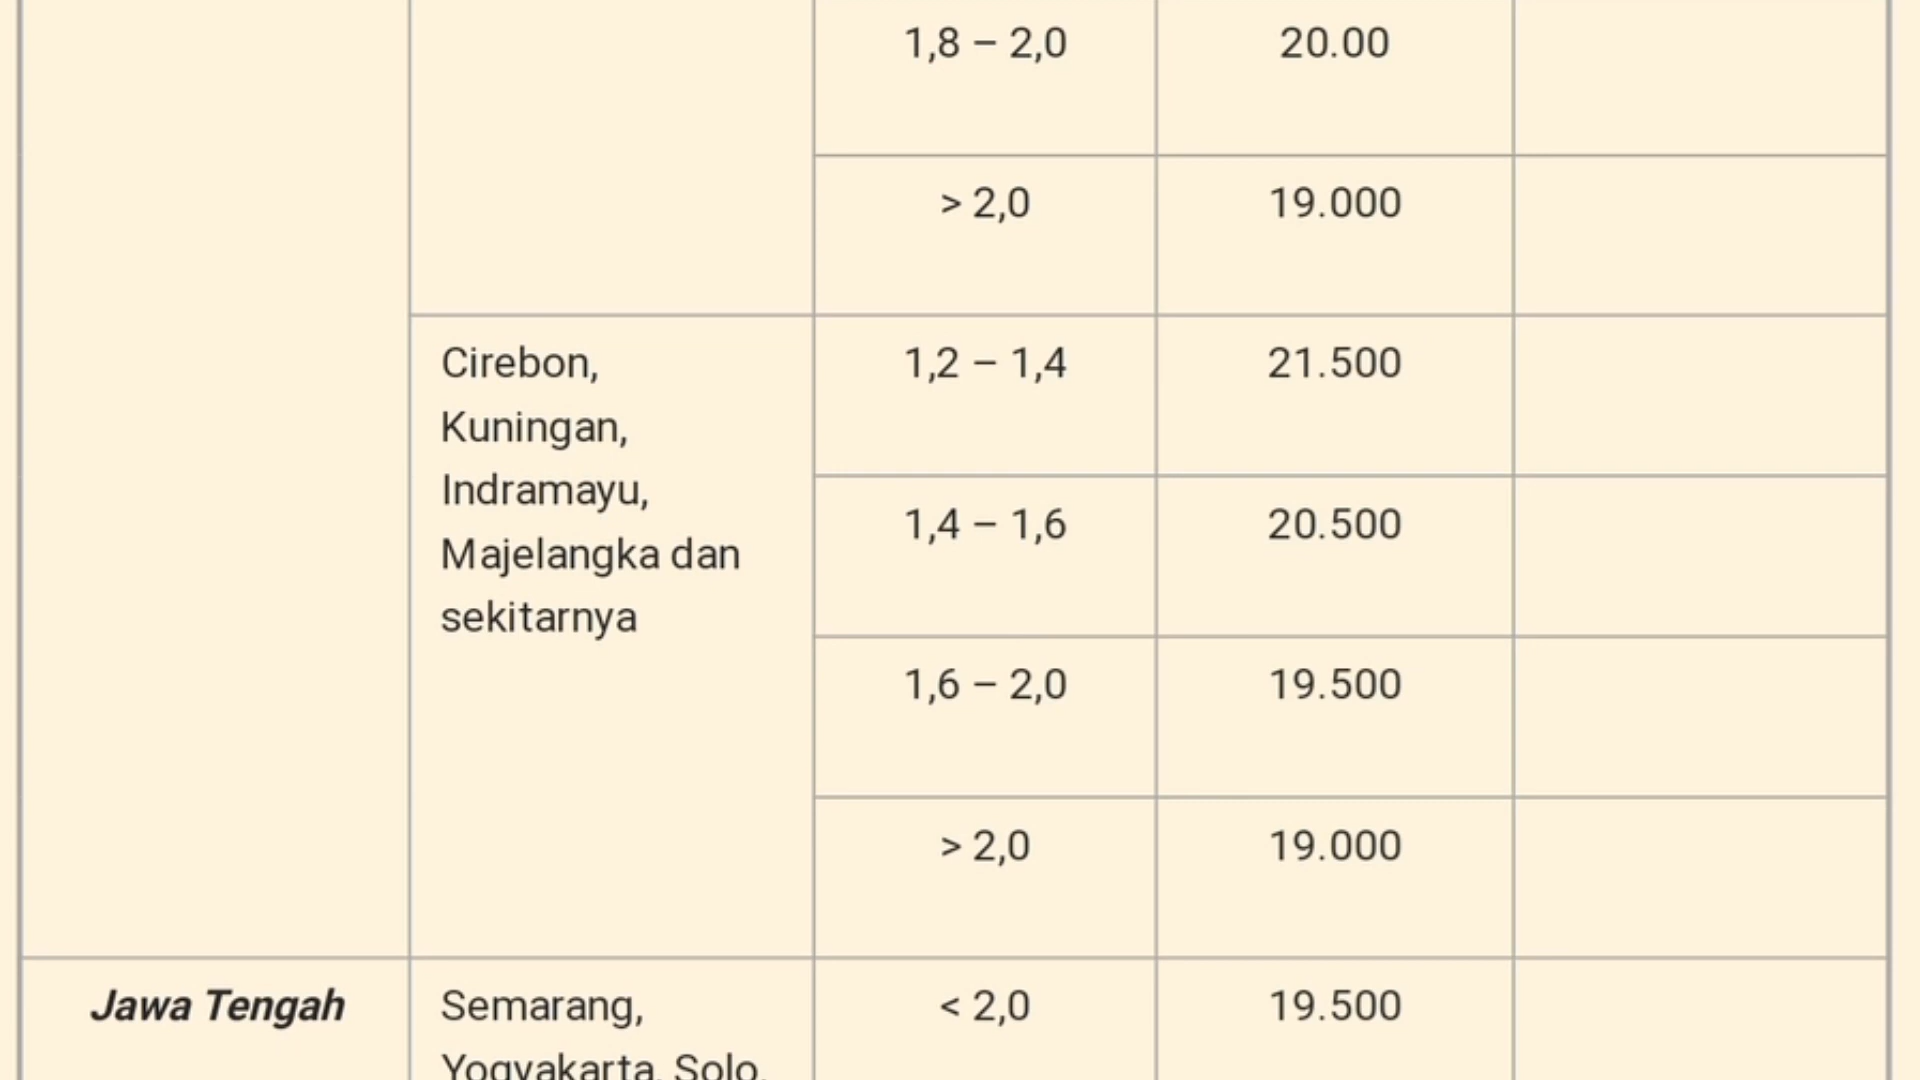 1,8 – 2,0 20.00
> 2,0 19.000
Cirebon, 1,2 – 1,4 21.500
Kuningan,
Indramayu,
1,4 – 1,6 20.500
Majelangka dan
sekitarnya
1,6 – 2,0 19.500
> 2,0 19.000
Jawa Tengah Semarang, < 2,0 19.500
Yogyakarta, Solo,